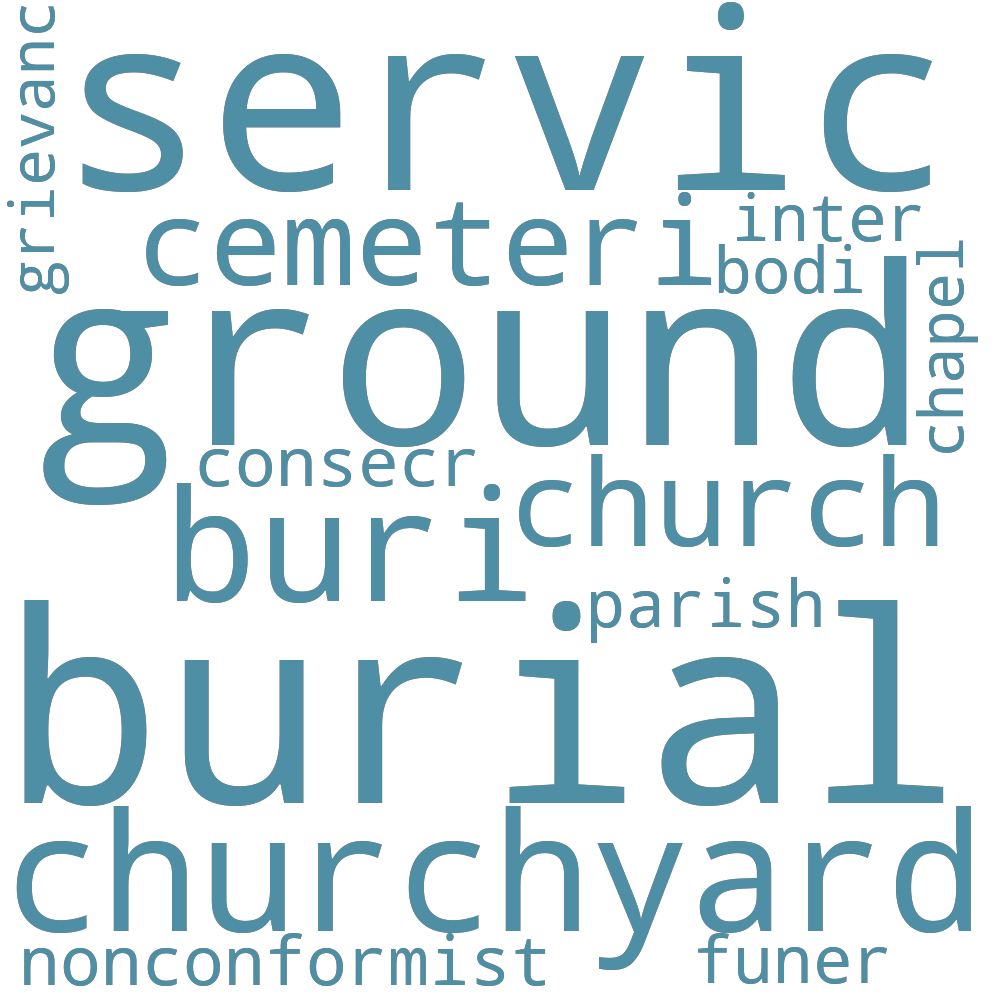 grievanc
servic
cemeteri
inter
bodi
chapel
ground
consecr
church
buri
parish
burial
churchyard
nonconformist
funer